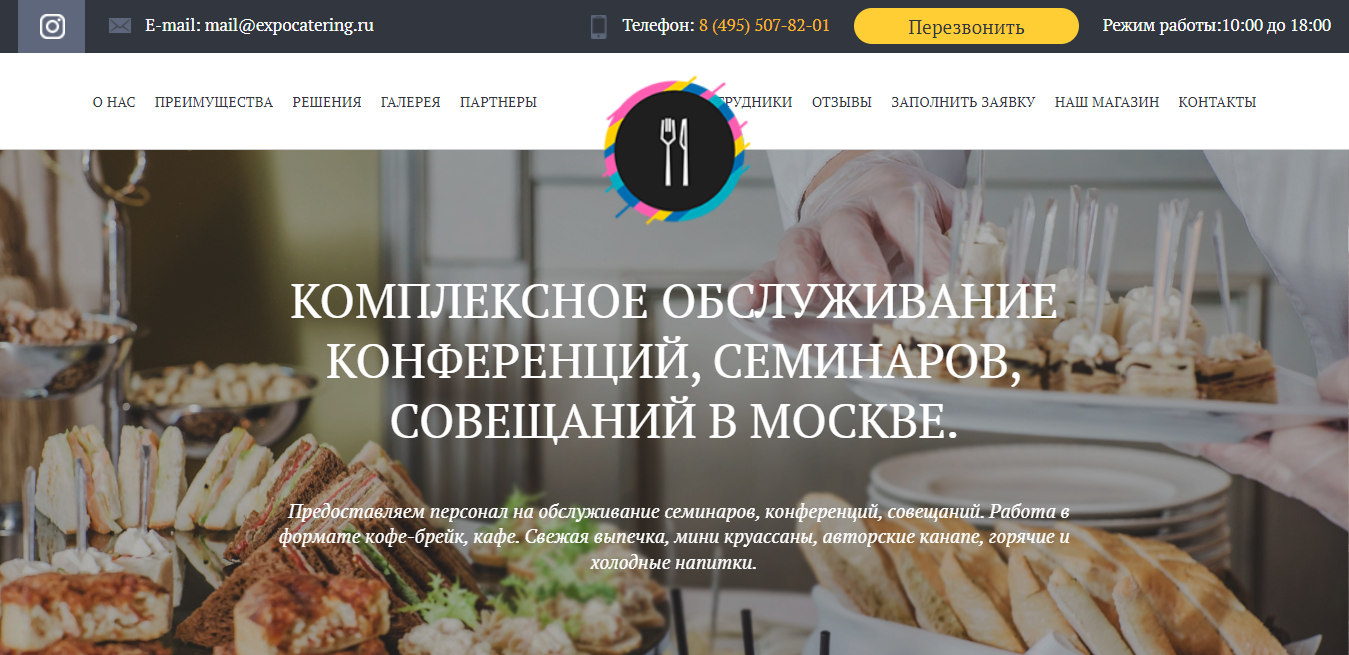 E-mail: mail@expocatering.ru
Телефон: 8 (495) 507-82-01
Перезвонить
Режим работы:10:00 до 18:00
О НАС ПРЕИМУЩЕСТВА РЕШЕНИЯ ГАЛЕРЕЯ ПАРТНЕРЫ
ОТЗЫВЫ ЗАПОЛНИТЬ ЗАЯВКУ НАШ МАГАЗИН КОНТАКТЫ
КОМПЛЕКСНОЕ ОБСЛУЖИВАНИЕ
КОНФЕРЕНЦИЙ, СЕМИНАРОВ,
СОВЕЩАНИЙ В МОСКВЕ.
Предоставляем персонал на обслуживание семинаров, конференций, совещаний. Работа в
формате кофе-брейк, кафе. Свежая выпечка, мини круассаны, авторские канапе, горячие и
холодные напитки.